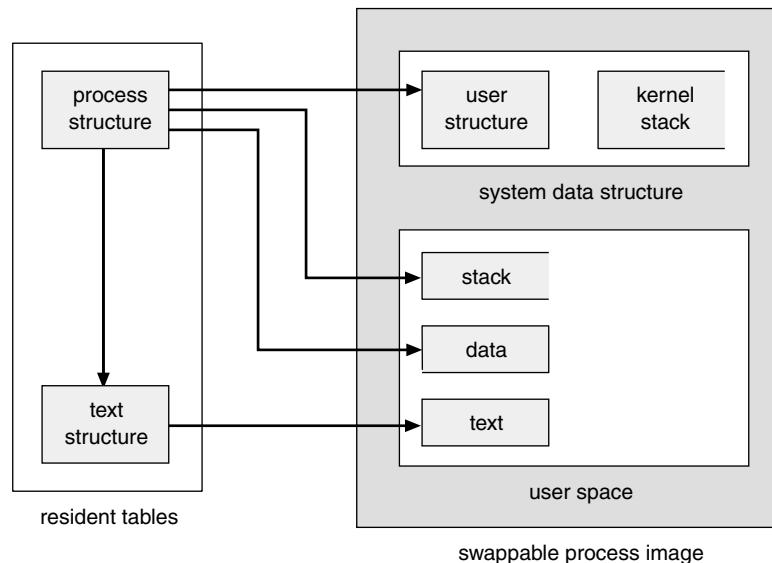 process
structure
text
structure
resident tables
user
structure
kernel
stack
system data structure
stack
data
text
user space
swappable process image